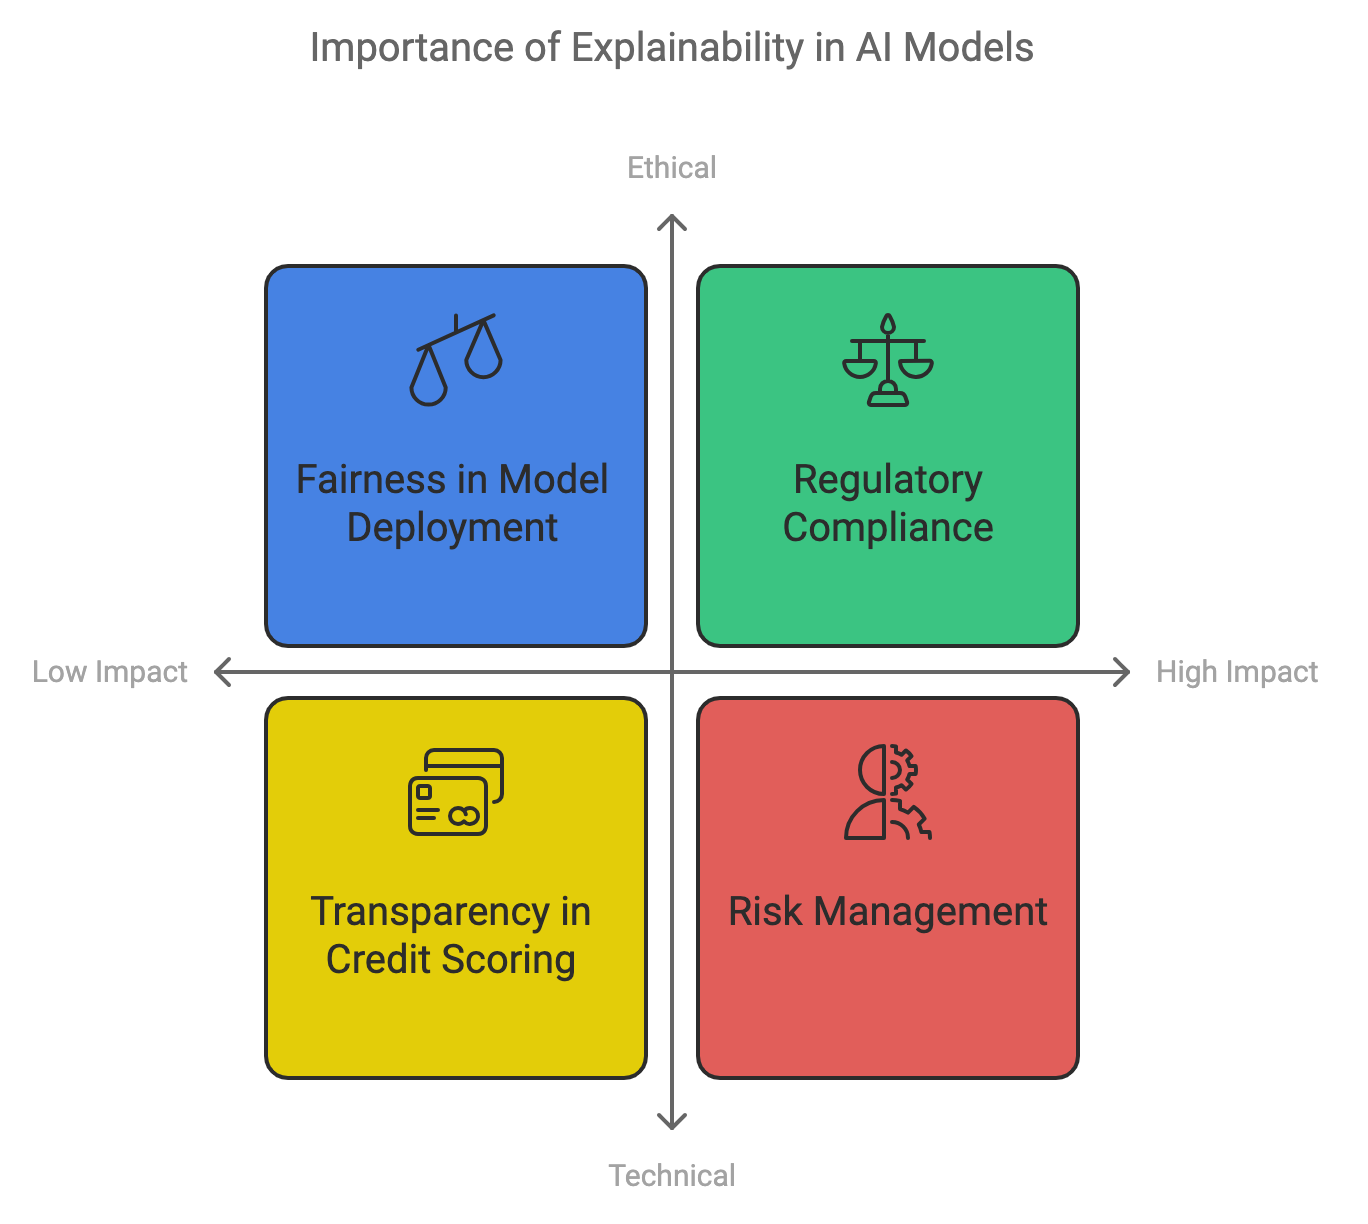 Importance of Explainability in AI Models
Ethical
Fairness in Model
Deployment
Regulatory
Compliance
Low Impact
High Impact
Transparency in
Credit Scoring
Risk Management
Technical